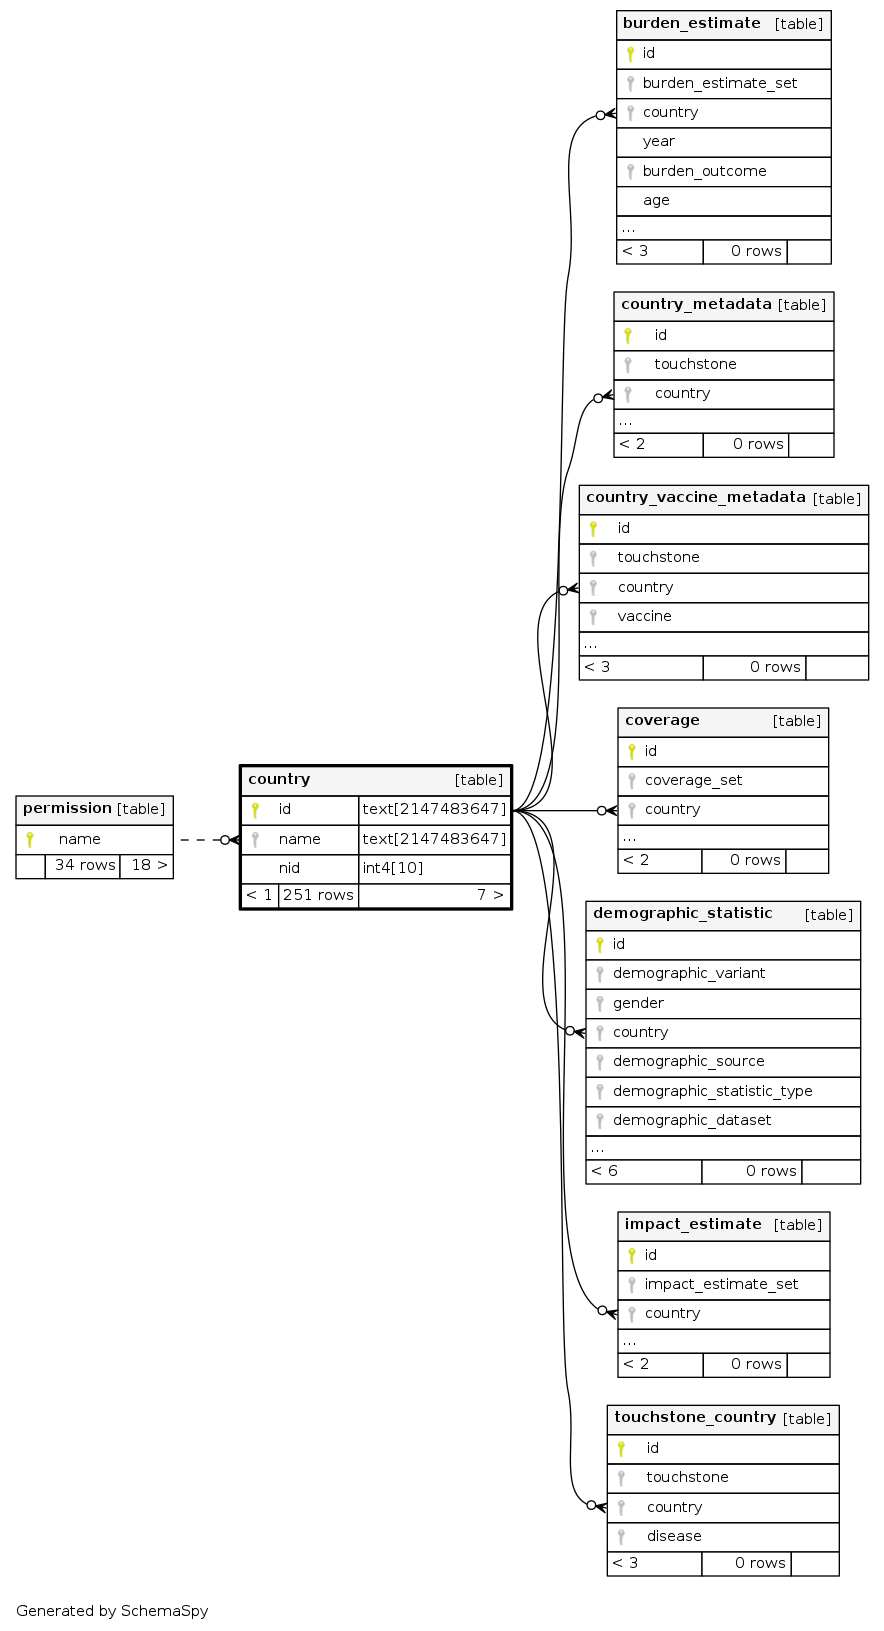 burden_estimate [table]
id
burden_estimate_set
country
year
burden_outcome
age
...
< 3 0 rows
country_metadata [table]
id
touchstone
country
...
< 2 0 rows
country_vaccine_metadata [table]
id
touchstone
country
vaccine
...
< 3 0 rows
coverage [table]
id
coverage_set
country
...
< 2 0 rows
permission [table]
name
34 rows 18 >
country [table]
id text[2147483647]
name text[2147483647]
nid int4[10]
< 1 251 rows 7 >
demographic_statistic [table]
id
demographic_variant
gender
country
demographic_source
demographic_statistic_type
demographic_dataset
...
< 6 0 rows
impact_estimate [table]
id
impact_estimate_set
country
...
< 2 0 rows
touchstone_country [table]
id
touchstone
country
disease
< 3 0 rows
Generated by SchemaSpy